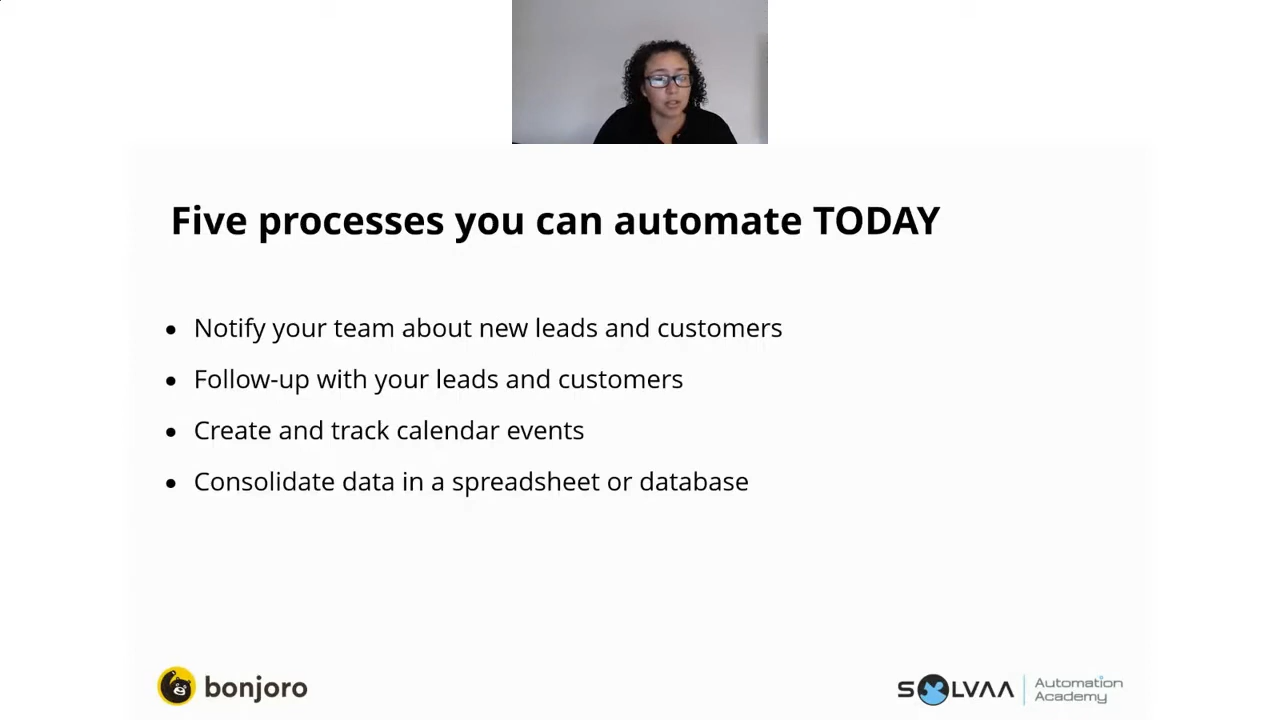 Five processes you can automate TODAY
• Notify your team about new leads and customers
• Follow-up with your leads and customers
• Create and track calendar events
• Consolidate data in a spreadsheet or database
bonjoro
SOLVAA
Automation
Academy